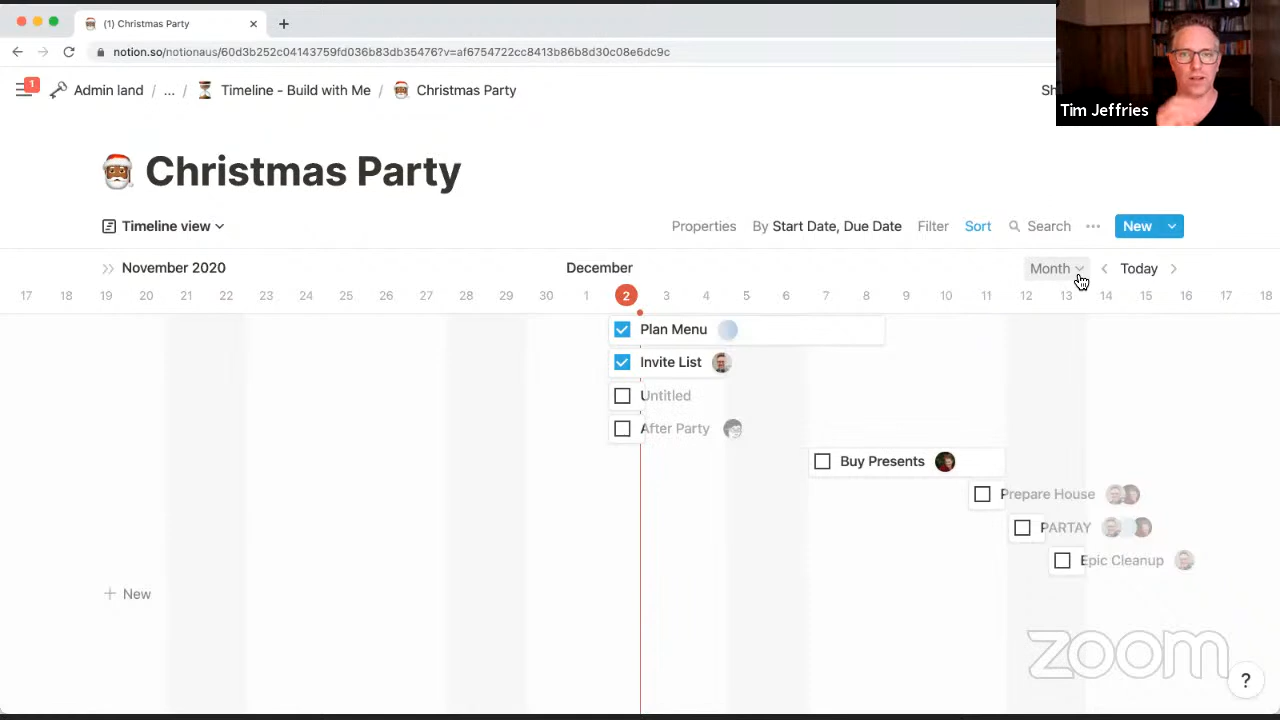 (1) Christmas Party
notion.so/notionaus/60d3b252c04143759fd036b83db35476?v=af6754722cc8413b86b8d30c08e6dc9c
1 Admin land / ... / Timeline - Build with Me / Christmas Party
Sh
Tim Jeffries
Christmas Party
Timeline view Properties By Start Date, Due Date Filter Sort Search New
November 2020 December Month Today
17 18 19 20 21 22 23 24 25 26 27 28 29 30 1 2 3 4 5 6 7 8 9 10 11 12 13 14 15 16 17 18
Plan Menu
Invite List
Untitled
After Party
Buy Presents
Prepare House
PARTAY
Epic Cleanup
+ New
zoom
?